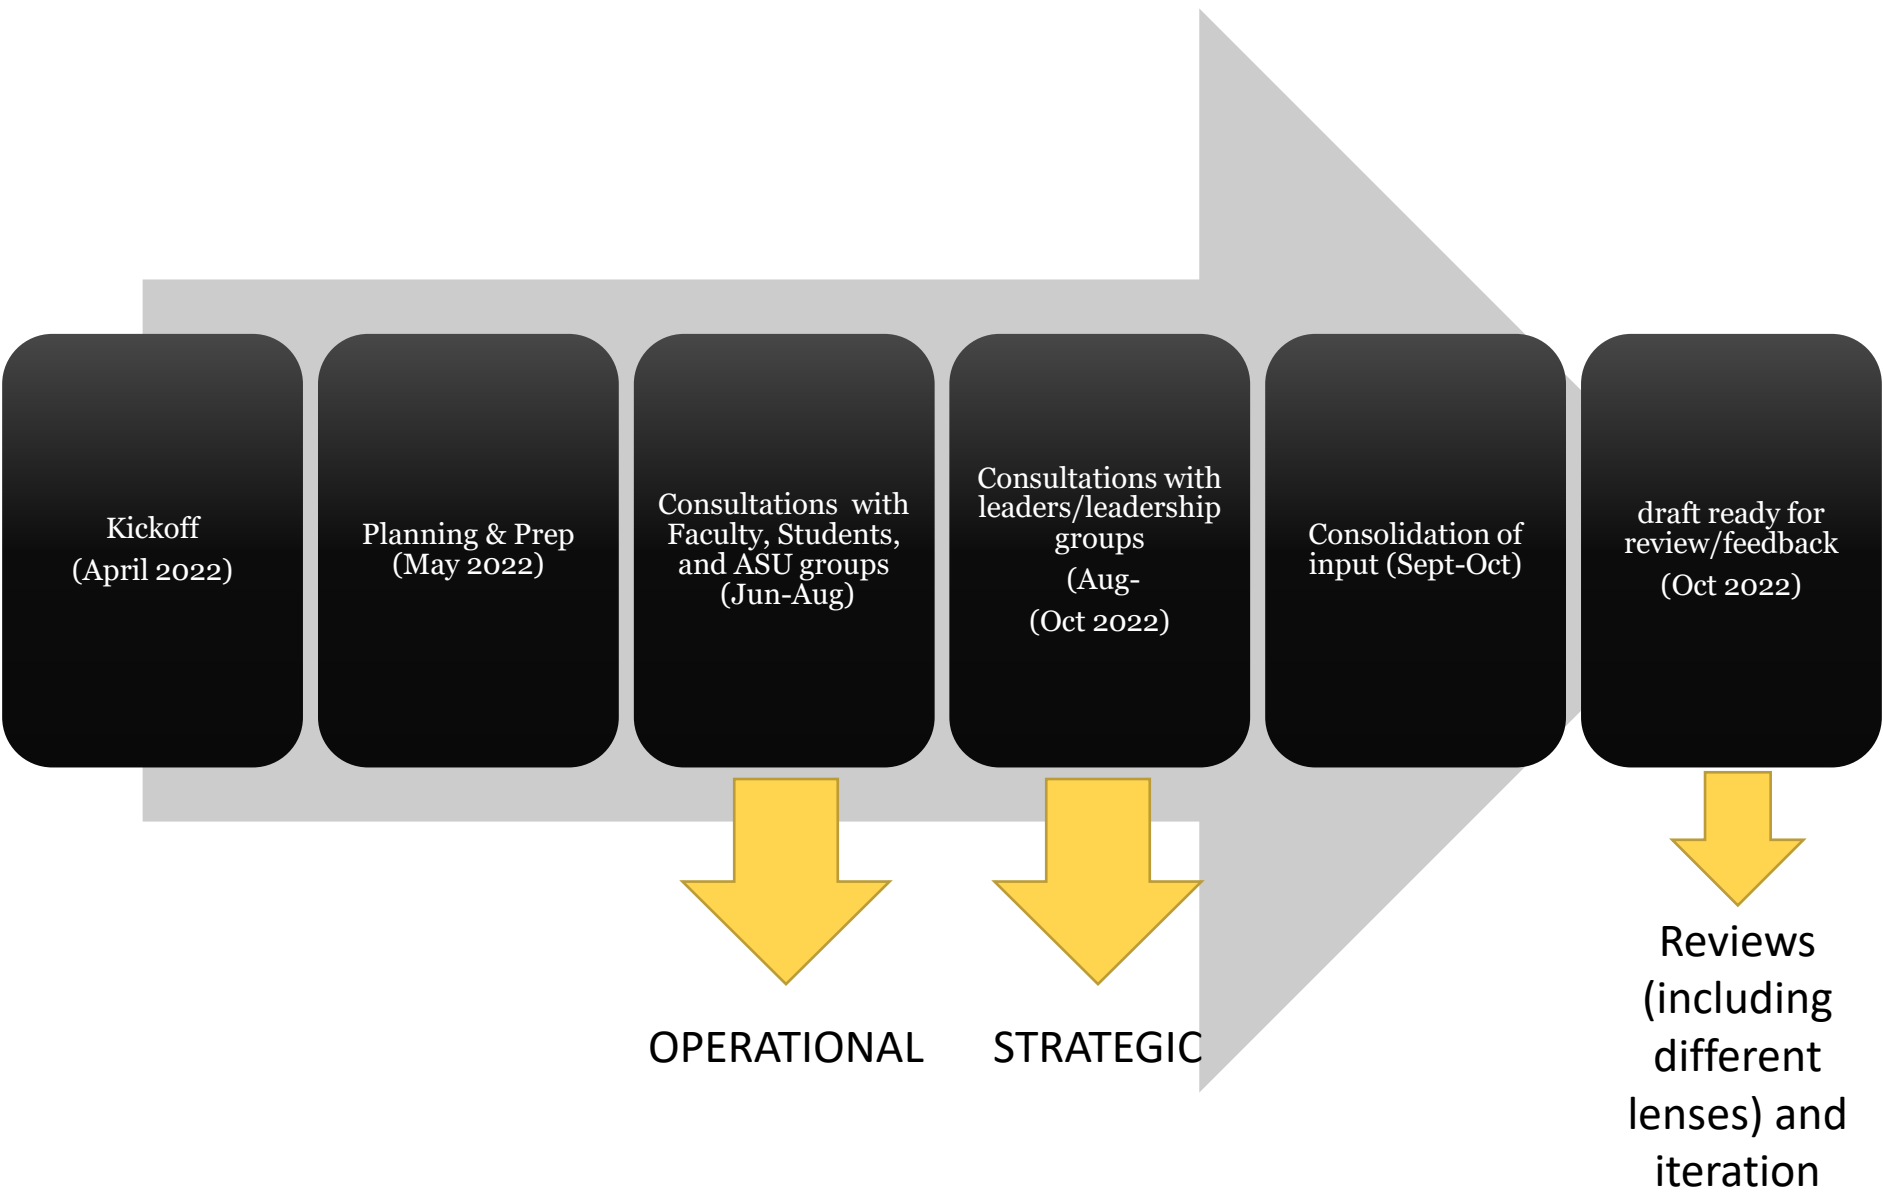 Kickoff
(April 2022)
Planning & Prep
(May 2022)
Consultations  with
Faculty, Students,
and ASU groups
(Jun-Aug)
Consultations with
leaders/leadership
groups
(Aug-
(Oct 2022)
Consolidation of
input (Sept-Oct)
draft ready for
review/feedback
(Oct 2022)
OPERATIONAL
STRATEGIC
Reviews
(including
different
lenses) and
iteration